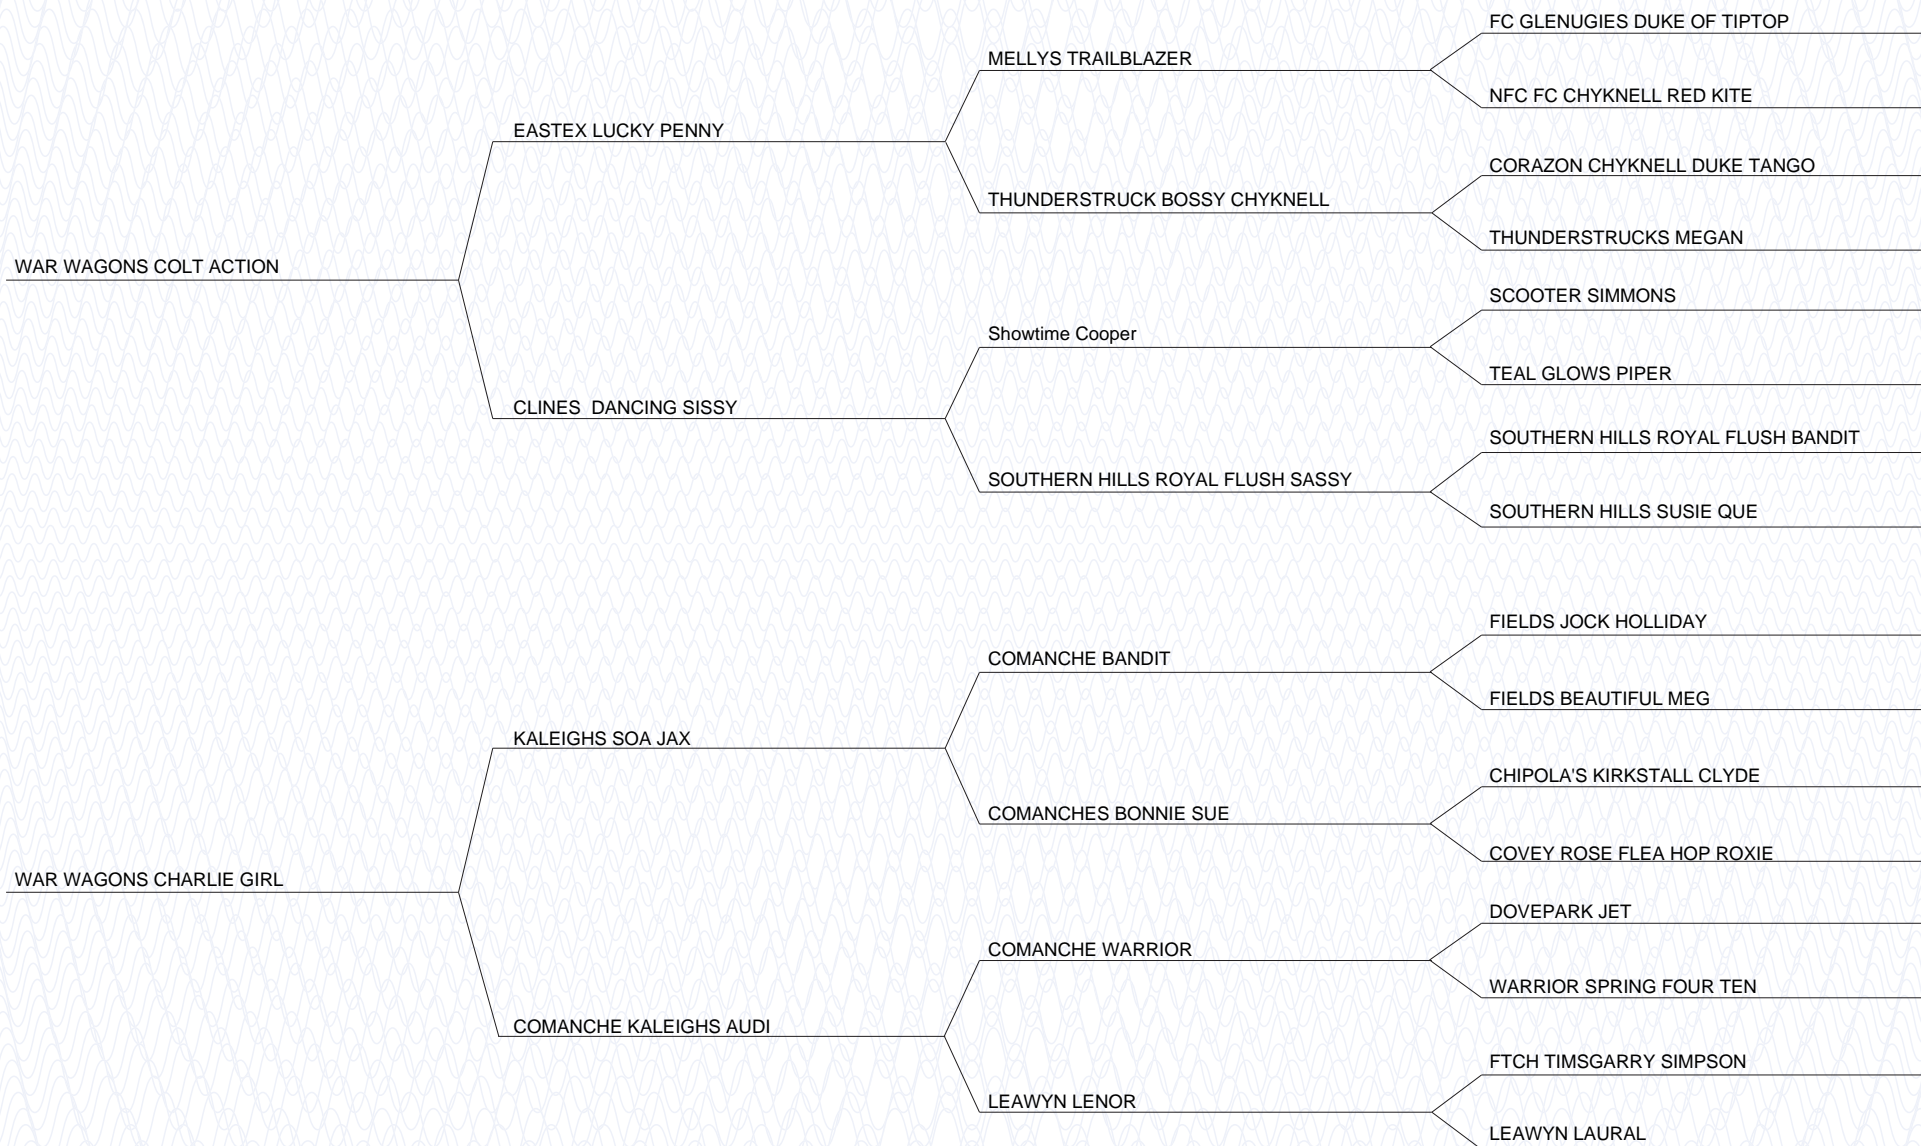 FC GLENUGIES DUKE OF TIPTOP
MELLYS TRAILBLAZER
NFC FC CHYKNELL RED KITE
EASTEX LUCKY PENNY
CORAZON CHYKNELL DUKE TANGO
THUNDERSTRUCK BOSSY CHYKNELL
THUNDERSTRUCKS MEGAN
WAR WAGONS COLT ACTION
SCOOTER SIMMONS
Showtime Cooper
TEAL GLOWS PIPER
CLINES  DANCING SISSY
SOUTHERN HILLS ROYAL FLUSH BANDIT
SOUTHERN HILLS ROYAL FLUSH SASSY
SOUTHERN HILLS SUSIE QUE
FIELDS JOCK HOLLIDAY
COMANCHE BANDIT
FIELDS BEAUTIFUL MEG
KALEIGHS SOA JAX
CHIPOLA'S KIRKSTALL CLYDE
COMANCHES BONNIE SUE
COVEY ROSE FLEA HOP ROXIE
WAR WAGONS CHARLIE GIRL
DOVEPARK JET
COMANCHE WARRIOR
WARRIOR SPRING FOUR TEN
COMANCHE KALEIGHS AUDI
FTCH TIMSGARRY SIMPSON
LEAWYN LENOR
LEAWYN LAURAL